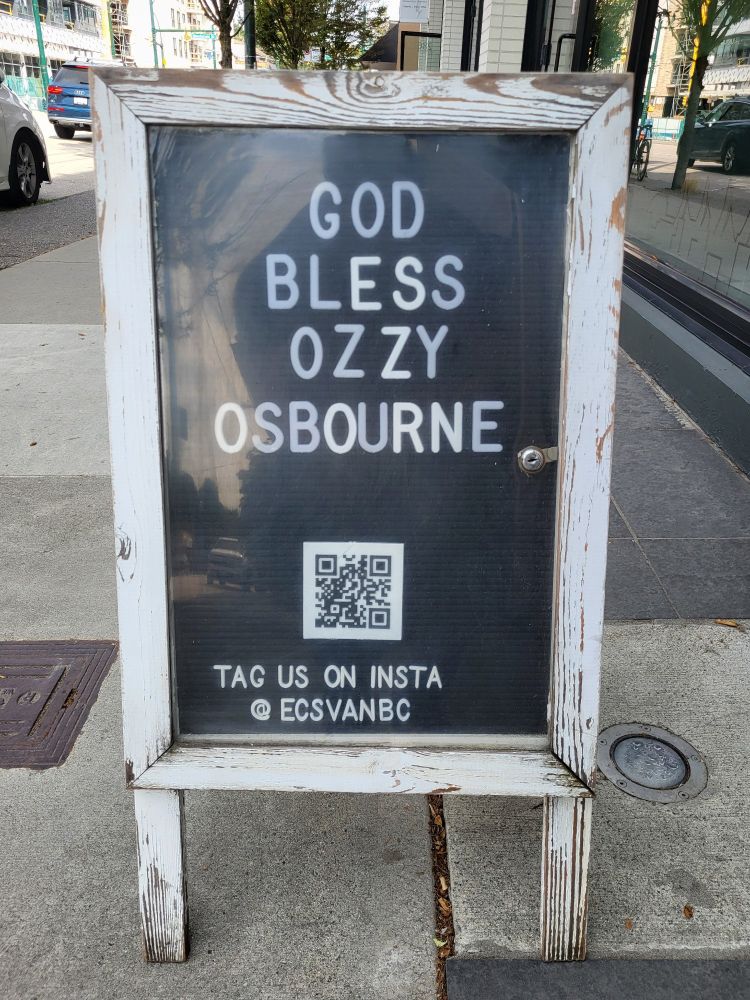 GOD
BLESS
OZZY
OSBOURNE
TAG US ON INSTA
@ ECSVANBC